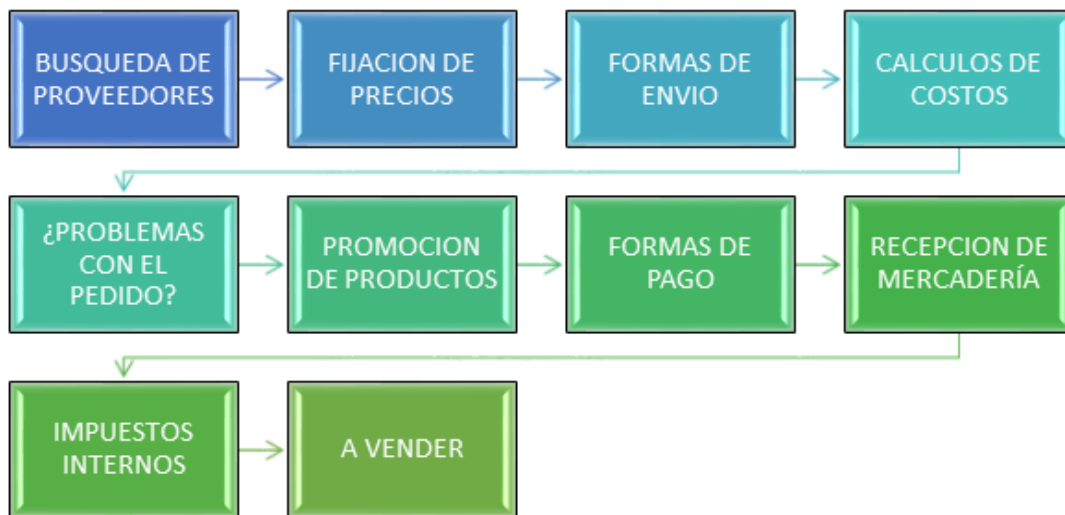 BUSQUEDA DE
PROVEEDORES
FIJACION DE
PRECIOS
FORMAS DE
ENVIO
CALCULOS DE
COSTOS
¿PROBLEMAS
CON EL
PEDIDO?
PROMOCION
DE PRODUCTOS
FORMAS DE
PAGO
RECEPCION DE
MERCADERÍA
IMPUESTOS
INTERNOS
A VENDER